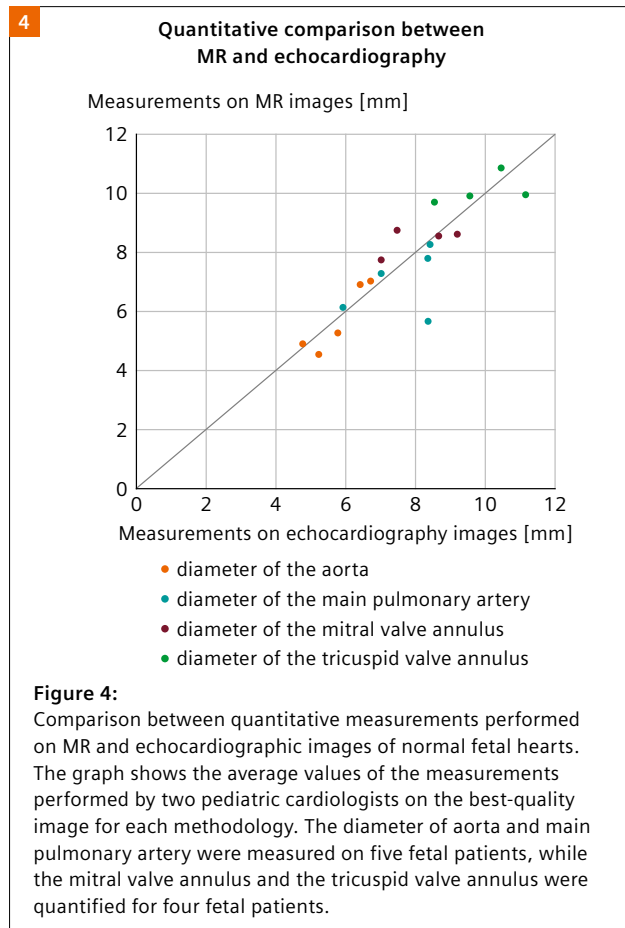 4
Quantitative comparison between
MR and echocardiography
Measurements on MR images [mm]
12
10
8
6
4
2
0
0 2 4 6 8 10 12
Measurements on echocardiography images [mm]
diameter of the aorta
diameter of the main pulmonary artery
diameter of the mitral valve annulus
diameter of the tricuspid valve annulus
Figure 4:
Comparison between quantitative measurements performed
on MR and echocardiographic images of normal fetal hearts.
The graph shows the average values of the measurements
performed by two pediatric cardiologists on the best-quality
image for each methodology. The diameter of aorta and main
pulmonary artery were measured on five fetal patients, while
the mitral valve annulus and the tricuspid valve annulus were
quantified for four fetal patients.